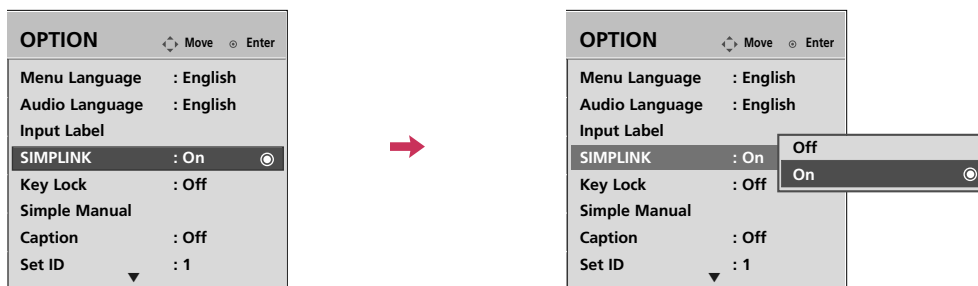 OPTION Move Enter
Menu Language : English
Audio Language : English
Input Label
SIMPLINK : On
Key Lock : Off
Simple Manual
Caption : Off
Set ID : 1
OPTION Move Enter
Menu Language : English
Audio Language : English
Input Label
SIMPLINK : On
Key Lock : Off
Simple Manual
Caption : Off
Set ID : 1
Off
On